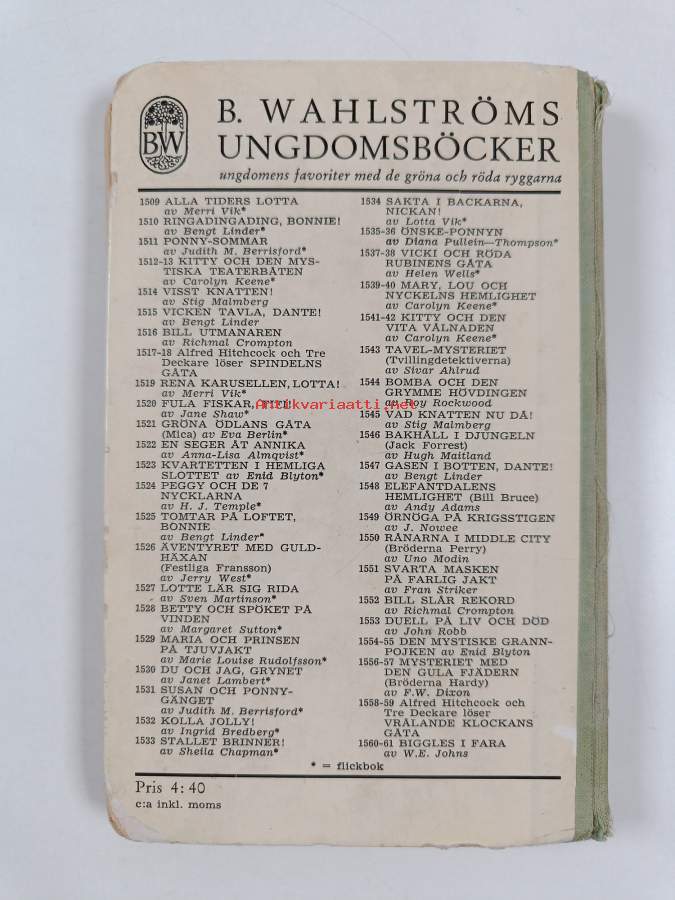 BW
B. WAHLSTRÖMS
UNGDOMSBÖCKER
ungdomens favoriter med de gröna och röda ryggarna
1509 ALLA TIDERS LOTTA
av Merri Vik*
1510 RINGADINGADING, BONNIE!
av Bengt Linder*
1511 PONNY-SOMMAR
av Judith M. Berrisford*
1512-13 KITTY OCH DEN MYS-
TISKA TEATERBÅTEN
av Carolyn Keene*
1514 VISST KNATTEN!
av Stig Malmberg
1515 VICKEN TAVLA, DANTE!
av Bengt Linder
1516 BILL UTMANAREN
av Richmal Crompton
1517-18 Alfred Hitchcock och Tre
Deckare löser SPINDELNS
GÅTA
1519 RENA KARUSELLEN, LOTTA!
av Merri Vik*
1520 FULA FISKAR, TITI!
av Jane Shaw*
1521 GRÖNA ÖDLANS GÅTA
(Mica) av Eva Berlin*
1522 EN SEGER ÅT ANNIKA
av Anna-Lisa Almqvist*
1523 KVARTETTEN I HEMLIGA
SLOTTET av Enid Blyton*
1524 PEGGY OCH DE 7
NYCKLARNA
av H. J. Temple*
1525 TOMTAR PÅ LOFTET,
BONNIE
av Bengt Linder*
1526 ÄVENTYRET MED GULD-
HÄXAN
(Festliga Fransson)
av Jerry West*
1527 LOTTE LÄR SIG RIDA
av Sven Martinson*
1528 BETTY OCH SPÖKET PÅ
VINDEN
av Margaret Sutton*
1529 MARIA OCH PRINSEN
PÅ TJUVJAKT
av Marie Louise Rudolfsson*
1530 DU OCH JAG, GRYNET
av Janet Lambert*
1531 SUSAN OCH PONNY-
GÄNGET
av Judith M. Berrisford*
1532 KOLLA JOLLY!
av Ingrid Bredberg*
1533 STALLET BRINNER!
av Sheila Chapman*
1534 SAKTA I BACKARNA,
NICKAN!
av Lotta Vik*
1535-36 ÖNSKE-PONNYN
av Diana Pullein—Thompson*
1537-38 VICKI OCH RÖDA
RUBINENS GÅTA
av Helen Wells*
1539-40 MARY, LOU OCH
NYCKELNS HEMLIGHET
av Carolyn Keene*
1541-42 KITTY OCH DEN
VITA VÅLNADEN
av Carolyn Keene*
1543 TAVEL-MYSTERIET
(Tvillingdetektiverna)
av Sivar Ahlrud
1544 BOMBA OCH DEN
GRYMME HÖVDINGEN
av Roy Rockwood
1545 VAD KNATTEN NU DÅ!
av Stig Malmberg
1546 BAKHÅLL I DJUNGELN
(Jack Forrest)
av Hugh Maitland
1547 GASEN I BOTTEN, DANTE!
av Bengt Linder
1548 ELEFANTDALENS
HEMLIGHET (Bill Bruce)
av Andy Adams
1549 ÖRNÖGA PÅ KRIGSSTIGEN
av J. Nowee
1550 RÅNARNA I MIDDLE CITY
(Bröderna Perry)
av Uno Modin
1551 SVARTA MASKEN
PÅ FARLIG JAKT
av Fran Striker
1552 BILL SLÅR REKORD
av Richmal Crompton
1553 DUELL PÅ LIV OCH DÖD
av John Robb
1554-55 DEN MYSTISKE GRANN-
POJKEN av Enid Blyton
1556-57 MYSTERIET MED
DEN GULA FJÄDERN
(Bröderna Hardy)
av F.W. Dixon
1558-59 Alfred Hitchcock och
Tre Deckare löser
VRÅLANDE KLOCKANS
GÅTA
1560-61 BIGGLES I FARA
av W.E. Johns
* = flickbok
Pris 4:40
c:a inkl. moms
Antikvariaatti.net